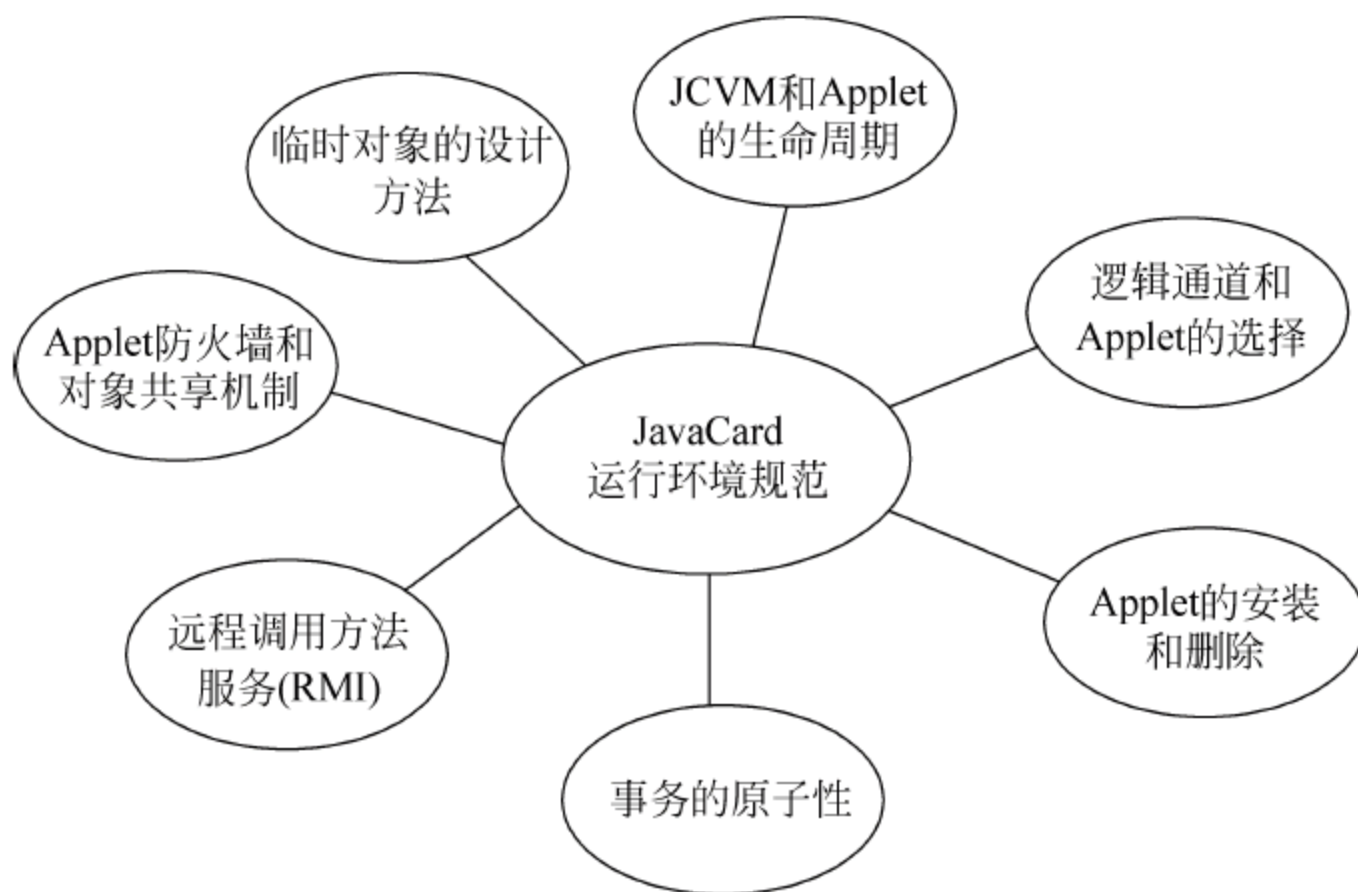 JCVM和Applet
的生命周期
临时对象的设计
方法
逻辑通道和
Applet的选择
Applet防火墙和
对象共享机制
JavaCard
运行环境规范
Applet的安装
和删除
远程调用方法
服务(RMI)
事务的原子性